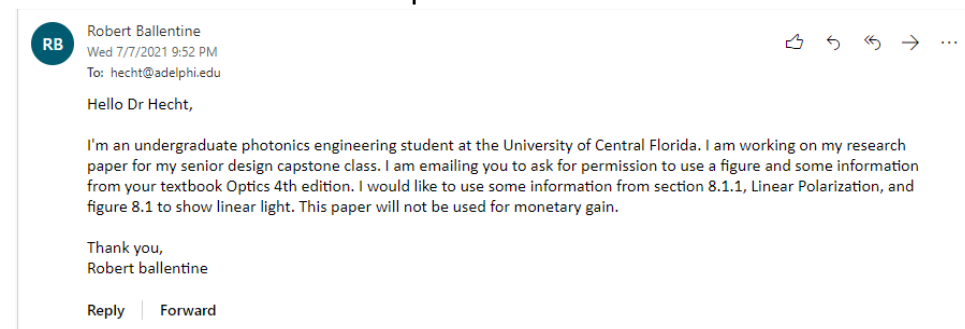 Robert Ballentine
RB
Wed 7/7/2021 9:52 PM
To: hecht@adelphi.edu
Hello Dr Hecht,
I'm an undergraduate photonics engineering student at the University of Central Florida. I am working on my research
paper for my senior design capstone class. I am emailing you to ask for permission to use a figure and some information
from your textbook Optics 4th edition. I would like to use some information from section 8.1.1, Linear Polarization, and
figure 8.1 to show linear light. This paper will not be used for monetary gain.
Thank you,
Robert ballentine
Reply Forward